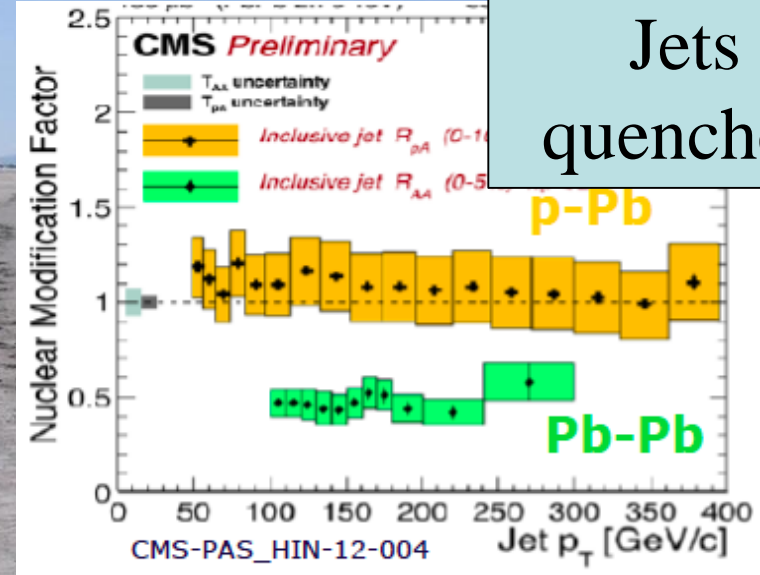 2.5
CMS Preliminary
Jets
T_AA uncertainty
T_pA uncertainty
2
Inclusive jet R_pA
Inclusive jet R_AA
p-Pb
1.5
1
0.5
Pb-Pb
0
0 50 100 150 200 250 300 350 400
Nuclear Modification Factor
CMS-PAS_HIN-12-004
Jet p_T [GeV/c]